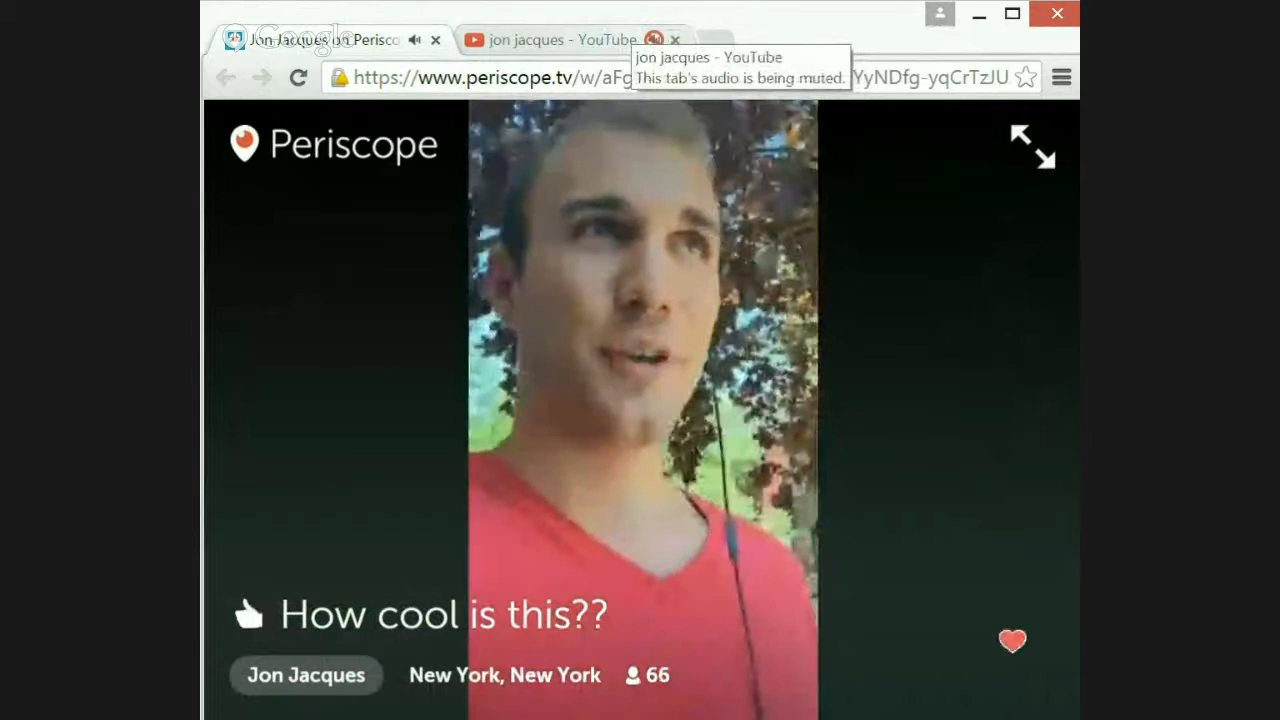 Google
Jon Jacques on Perisco
jon jacques - YouTube
jon jacques - YouTube
This tab's audio is being muted.
https://www.periscope.tv/w/aFg
YyNDfg-yqCrTzJU
Periscope
How cool is this??
Jon Jacques
New York, New York
66